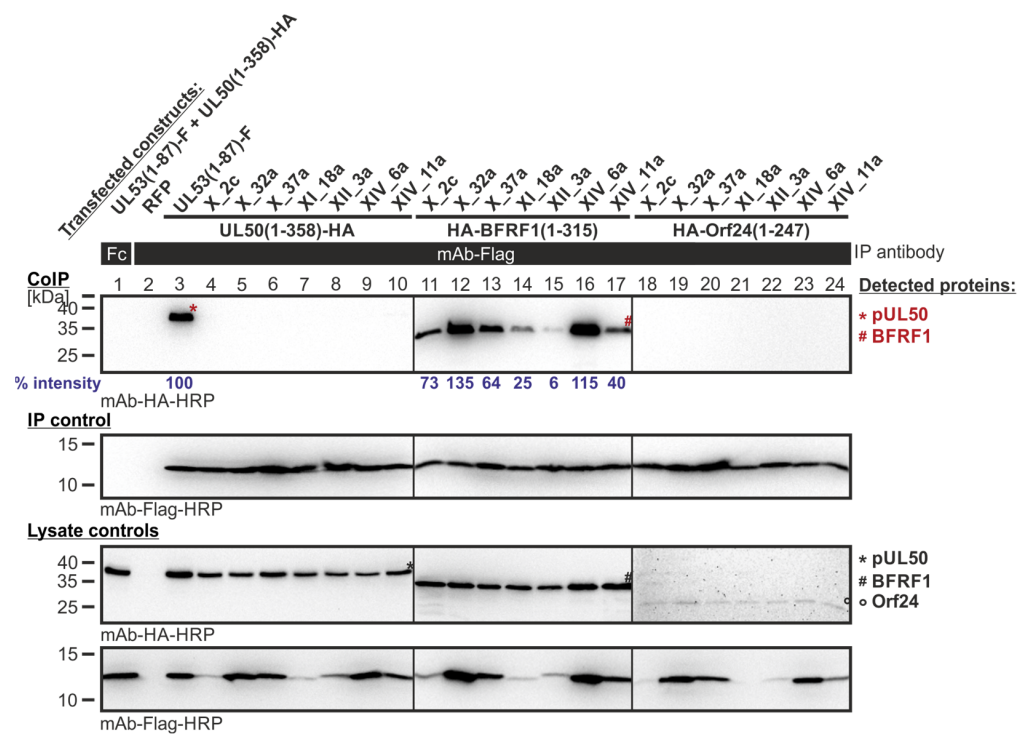 Transfected constructs:
UL53(1-87)-F + UL50(1-358)-HA
RFP
UL53(1-87)-F
X_2c
X_32a
X_37a
XI_18a
XII_3a
XIV_6a
XIV_11a
X_2c
X_32a
X_37a
XI_18a
XII_3a
XIV_6a
XIV_11a
X_2c
X_32a
X_37a
XI_18a
XII_3a
XIV_6a
XIV_11a
UL50(1-358)-HA HA-BFRF1(1-315) HA-Orf24(1-247)
Fc mAb-Flag IP antibody
CoIP 1 2 3 4 5 6 7 8 9 10 11 12 13 14 15 16 17 18 19 20 21 22 23 24 Detected proteins:
[kDa]
40 * * pUL50
35 # # BFRF1
25
% intensity 100 73 135 64 25 6 115 40
mAb-HA-HRP
IP control
15
10
mAb-Flag-HRP
Lysate controls
40 * * pUL50
35 # # BFRF1
25 ° ° Orf24
mAb-HA-HRP
15
10
mAb-Flag-HRP